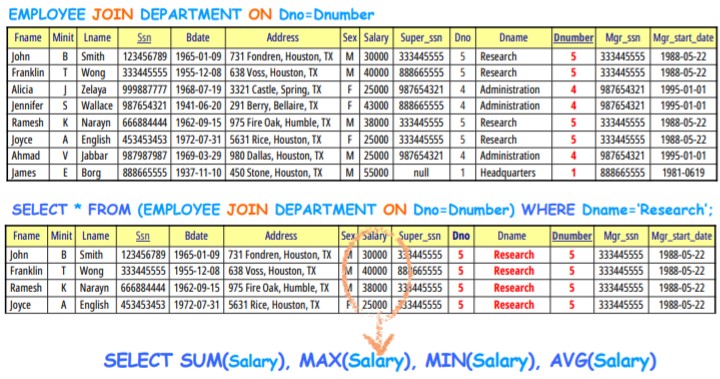 EMPLOYEE JOIN DEPARTMENT ON Dno=Dnumber
Fname Minit Lname Ssn Bdate Address Sex Salary Super_ssn Dno Dname Dnumber Mgr_ssn Mgr_start_date
John B Smith 123456789 1965-01-09 731 Fondren, Houston, TX M 30000 333445555 5 Research 5 333445555 1988-05-22
Franklin T Wong 333445555 1955-12-08 638 Voss, Houston, TX M 40000 888665555 5 Research 5 333445555 1988-05-22
Alicia J Zelaya 999887777 1968-07-19 3321 Castle, Spring, TX F 25000 987654321 4 Administration 4 987654321 1995-01-01
Jennifer S Wallace 987654321 1941-06-20 291 Berry, Bellaire, TX F 43000 888665555 4 Administration 4 987654321 1995-01-01
Ramesh K Narayn 666884444 1962-09-15 975 Fire Oak, Humble, TX M 38000 333445555 5 Research 5 333445555 1988-05-22
Joyce A English 453453453 1972-07-31 5631 Rice, Houston, TX F 25000 333445555 5 Research 5 333445555 1988-05-22
Ahmad V Jabbar 987987987 1969-03-29 980 Dallas, Houston, TX M 25000 987654321 4 Administration 4 987654321 1995-01-01
James E Borg 888665555 1937-11-10 450 Stone, Houston, TX M 55000 null 1 Headquarters 1 888665555 1981-0619
SELECT * FROM (EMPLOYEE JOIN DEPARTMENT ON Dno=Dnumber) WHERE Dname='Research';
Fname Minit Lname Ssn Bdate Address Sex Salary Super_ssn Dno Dname Dnumber Mgr_ssn Mgr_start_date
John B Smith 123456789 1965-01-09 731 Fondren, Houston, TX M 30000 333445555 5 Research 5 333445555 1988-05-22
Franklin T Wong 333445555 1955-12-08 638 Voss, Houston, TX M 40000 888665555 5 Research 5 333445555 1988-05-22
Ramesh K Narayn 666884444 1962-09-15 975 Fire Oak, Humble, TX M 38000 333445555 5 Research 5 333445555 1988-05-22
Joyce A English 453453453 1972-07-31 5631 Rice, Houston, TX F 25000 333445555 5 Research 5 333445555 1988-05-22
SELECT SUM(Salary), MAX(Salary), MIN(Salary), AVG(Salary)